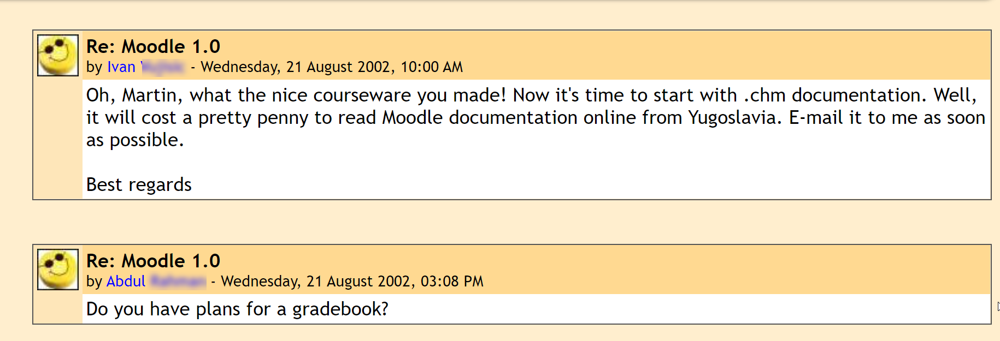 Re: Moodle 1.0
by Ivan - Wednesday, 21 August 2002, 10:00 AM
Oh, Martin, what the nice courseware you made! Now it's time to start with .chm documentation. Well,
it will cost a pretty penny to read Moodle documentation online from Yugoslavia. E-mail it to me as soon
as possible.
Best regards
Re: Moodle 1.0
by Abdul - Wednesday, 21 August 2002, 03:08 PM
Do you have plans for a gradebook?